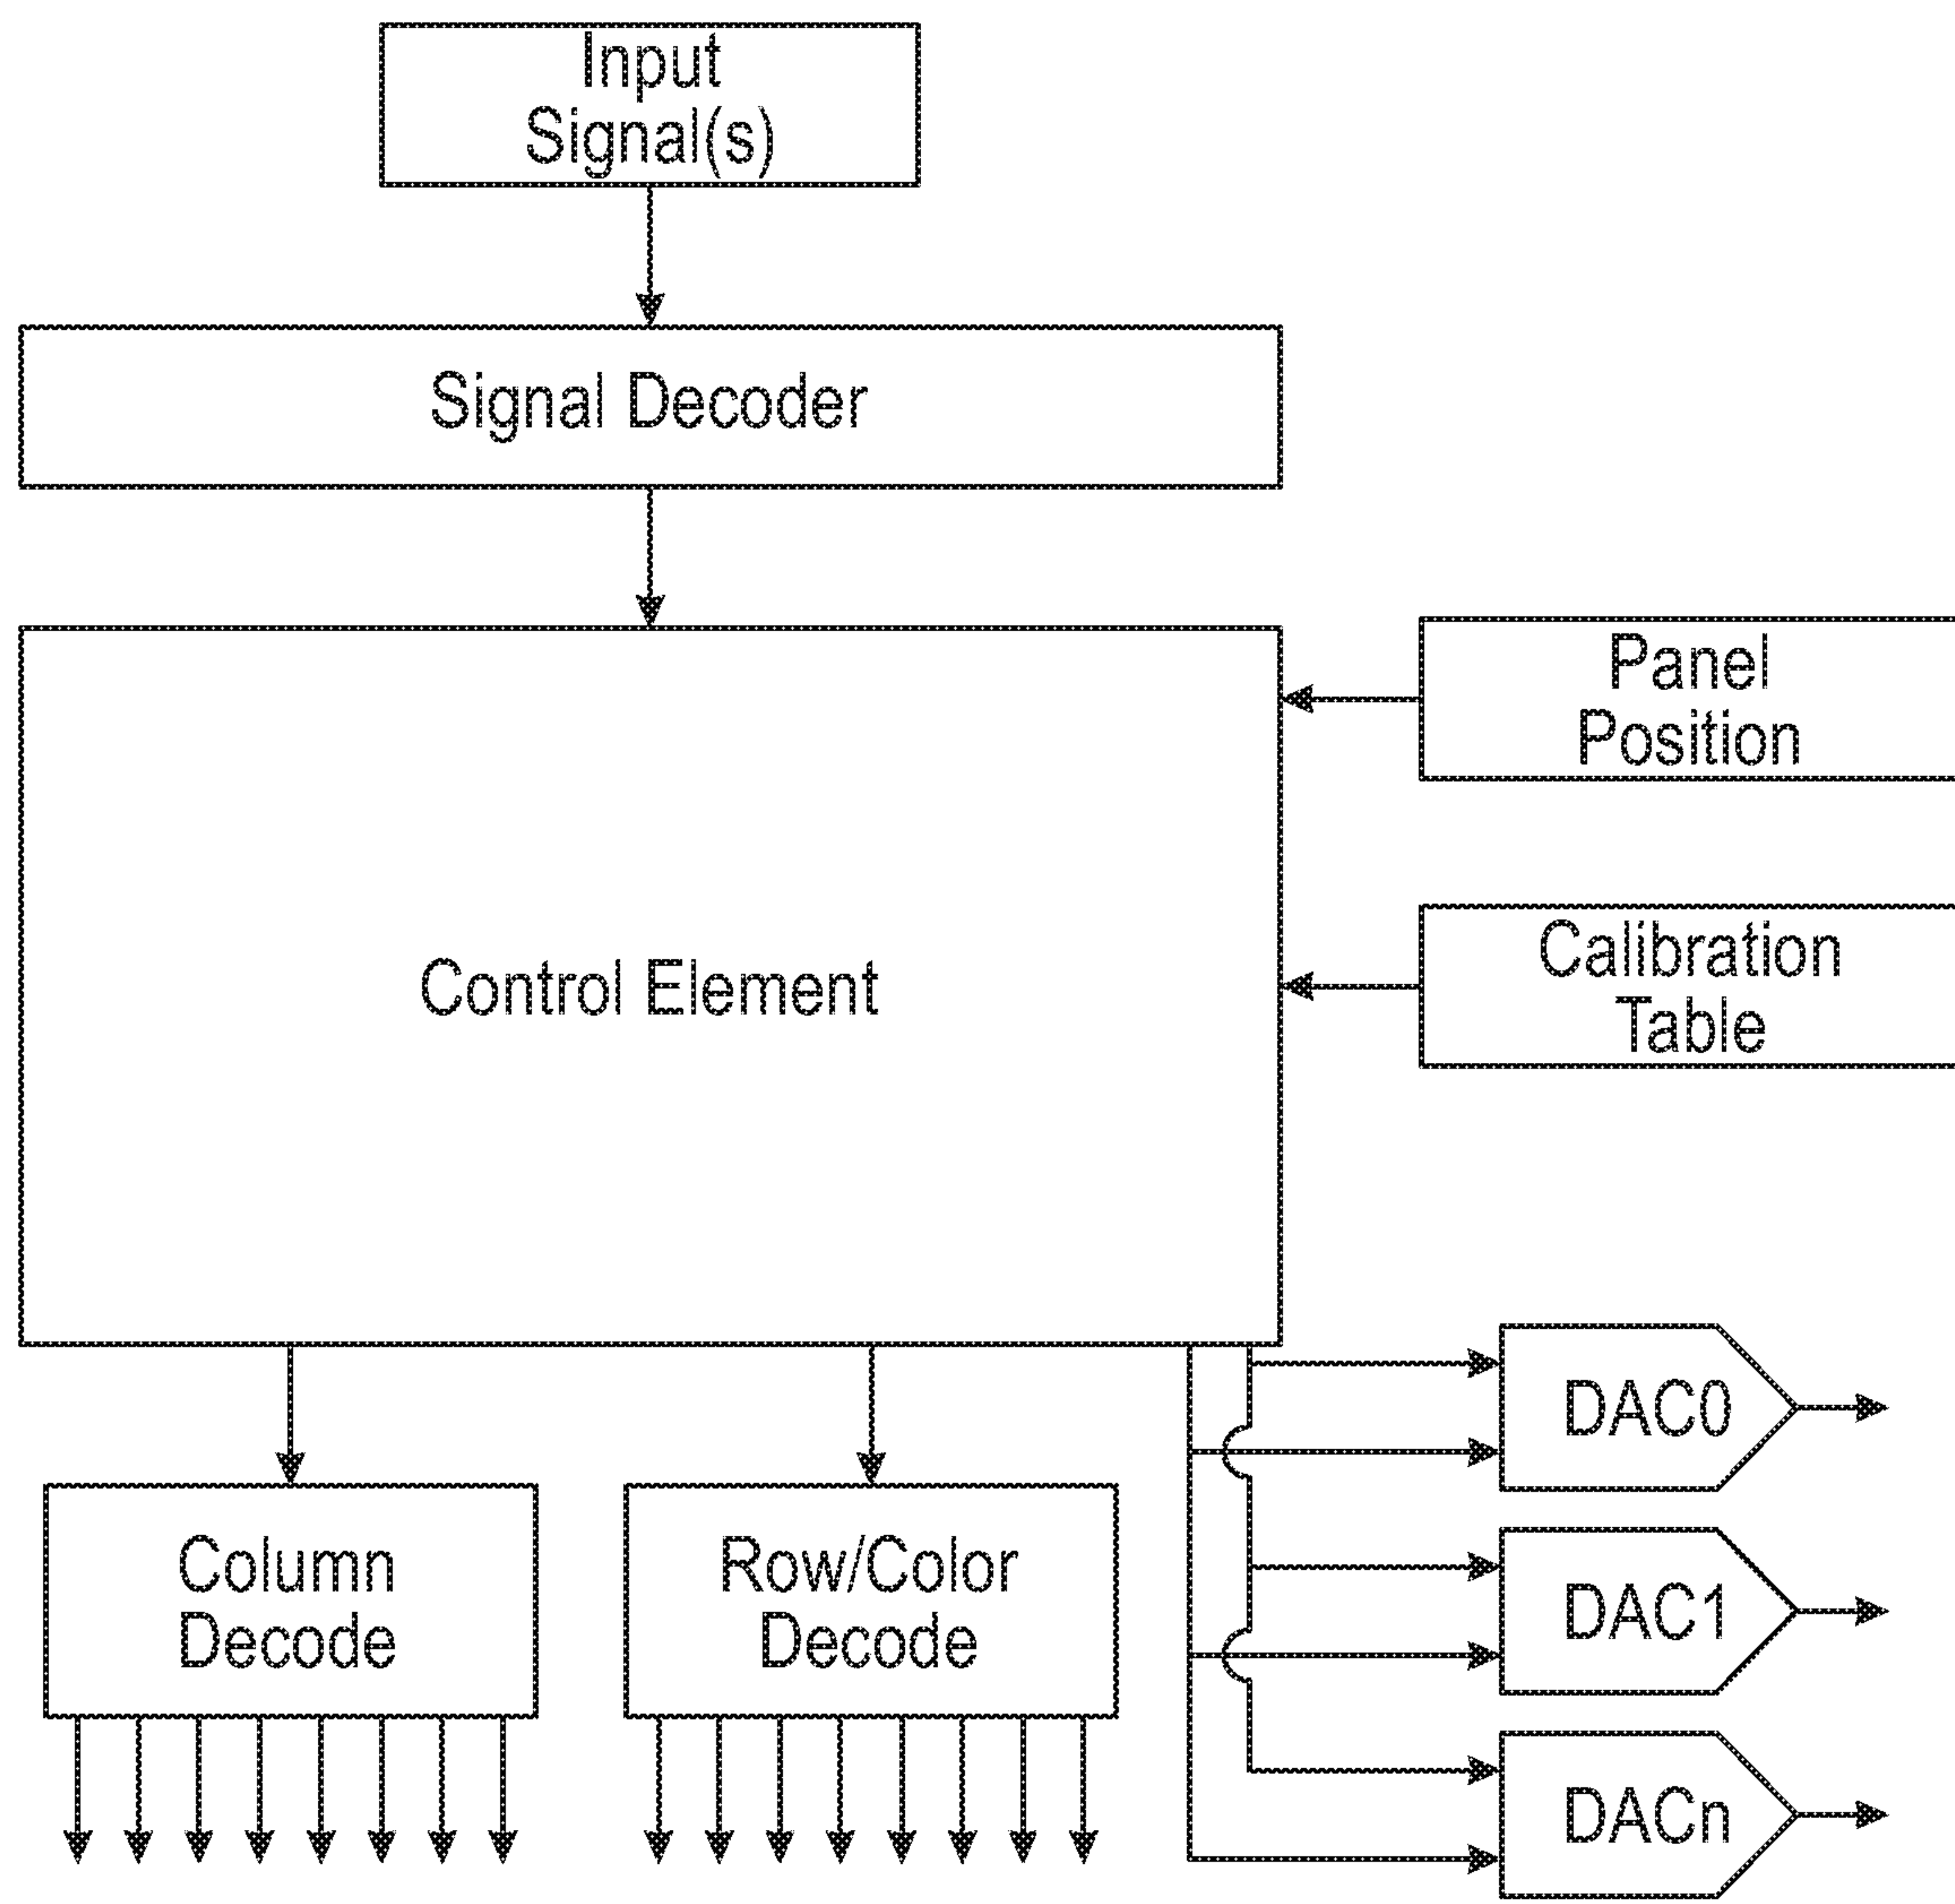 Input
Signal(s)
Signal Decoder
Panel
Position
Control Element
Calibration
Table
DAC0
Column
Decode
Row/Color
Decode
DAC1
DACn